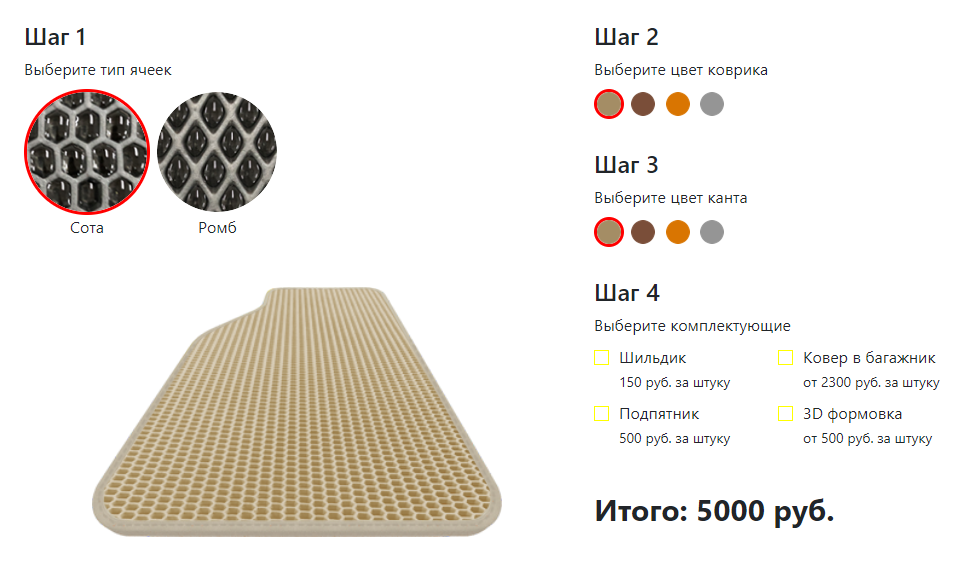 Шаг 1
Выберите тип ячеек
Сота
Ромб
Шаг 2
Выберите цвет коврика
Шаг 3
Выберите цвет канта
Шаг 4
Выберите комплектующие
Шильдик
150 руб. за штуку
Ковер в багажник
от 2300 руб. за штуку
Подпятник
500 руб. за штуку
3D формовка
от 500 руб. за штуку
Итого: 5000 руб.